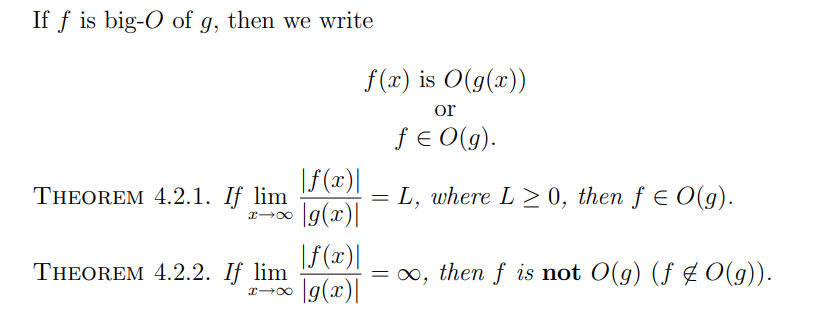 If f is big-O of g, then we write
f(x) is O(g(x))
or
f ∈ O(g).
THEOREM 4.2.1. If lim_{x→∞} |f(x)|/|g(x)| = L, where L ≥ 0, then f ∈ O(g).
THEOREM 4.2.2. If lim_{x→∞} |f(x)|/|g(x)| = ∞, then f is not O(g) (f ∉ O(g)).